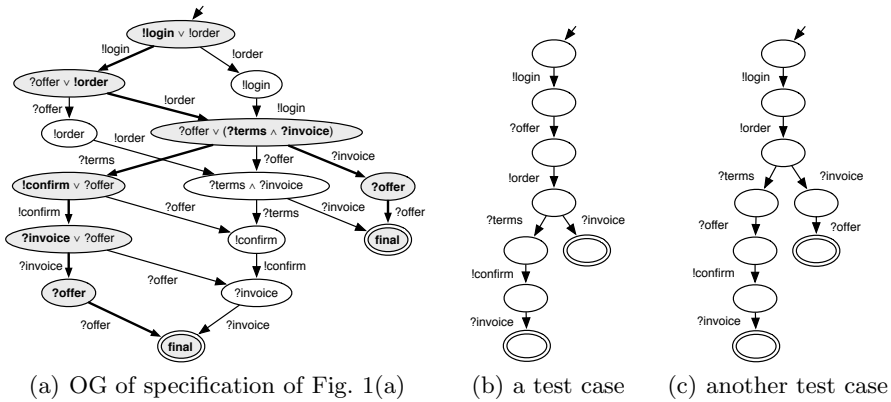 !login ∨ !order
!login
!order
?offer ∨ !order
!login
?offer
!order
!login
!order
?offer ∨ (?terms ∧ ?invoice)
!order
?terms
?offer
?invoice
!confirm ∨ ?offer
?terms ∧ ?invoice
?offer
!confirm
?offer
?terms
?invoice
?offer
?invoice ∨ ?offer
!confirm
final
?invoice
?offer
!confirm
?offer
?invoice
?offer
?invoice
final
(a) OG of specification of Fig. 1(a)
!login
?offer
!order
?terms
?invoice
!confirm
?invoice
(b) a test case
!login
!order
?terms
?invoice
?offer
?offer
!confirm
?invoice
(c) another test case